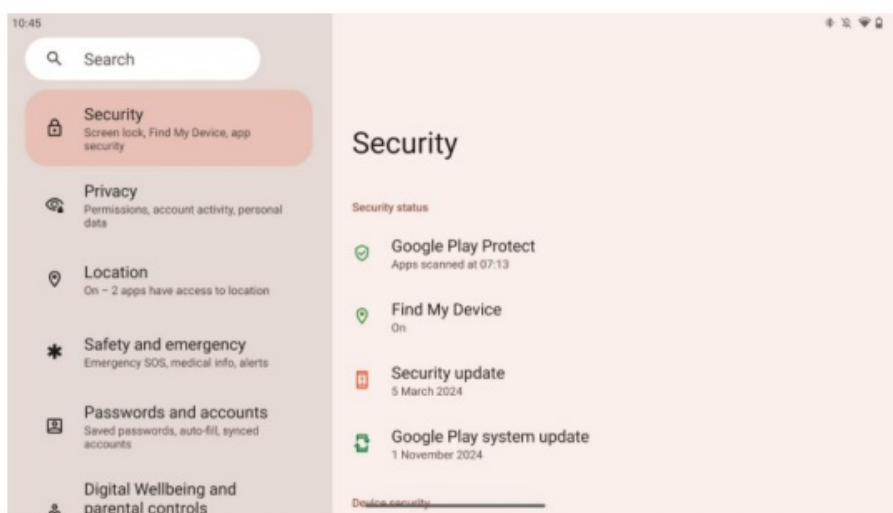 10:45
Search
Security
Screen lock, Find My Device, app
security
Privacy
Permissions, account activity, personal
data
Location
On – 2 apps have access to location
Safety and emergency
Emergency SOS, medical info, alerts
Passwords and accounts
Saved passwords, auto-fill, synced
accounts
Digital Wellbeing and
parental controls
Security
Security status
Google Play Protect
Apps scanned at 07:13
Find My Device
On
Security update
5 March 2024
Google Play system update
1 November 2024
Device security